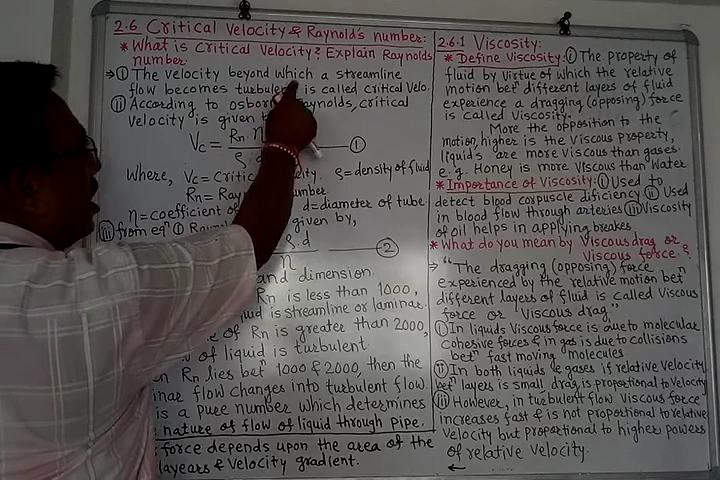 2.6 Critical Velocity & Raynold's number:
* What is Critical Velocity? Explain Raynolds
number.
⇒ ① The velocity beyond which a streamline
flow becomes turbulent is called Critical Velo.
ⓘⓘ According to osborn Raynolds, critical
Velocity is given
Vc = Rn η ①
ρ d
Where, Vc = Critic ity. ρ = density of fluid
Rn = Ray number
η = coefficient of d = diameter of tube
ⓘⓘⓘ from eqⁿ ① Rayn given by,
ρ. d ②
η
and dimension.
Rn is less than 1000,
uid is streamline or laminar.
e of Rn is greater than 2000,
w of liquid is turbulent.
Rn lies betⁿ 1000 & 2000, then the
inar flow changes into turbulent flow
is a pure number which determines
nature of flow of liquid through pipe.
force depends upon the area of the
layears & Velocity gradient.
2.6.1 Viscosity:
* Define Viscosity: ⓘ The property of
fluid by virtue of which the relative
motion betⁿ different layers of fluid
experience a dragging (opposing) force
is called Viscosity.
More the opposition to the
motion, higher is the Viscous property,
liquid's are more Viscous than gases.
e.g. Honey is more Viscous than water
* Importance of Viscosity: ⓘ Used to
detect blood corpuscle dificiency ⓘⓘ Used
in blood flow through arteries ⓘⓘⓘ Viscosity
of oil helps in applying breakes
* What do you mean by Viscous drag or
Viscous force?
⇒ "The dragging (opposing) force
experienced by the relative motion betⁿ
different layers of fluid is called Viscous
force or Viscous drag"
ⓘ In liquids Viscous force is due to molecular
cohesive forces & in gas is due to collisions
betⁿ fast moving molecules
ⓘⓘ In both liquids & gases if relative Velocity
betⁿ layers is small drag is proportional to Velocity
ⓘⓘⓘ However, in turbulent flow Viscous force
increases fast & is not proportional to relative
Velocity but proportional to higher powers
of relative Velocity.
←